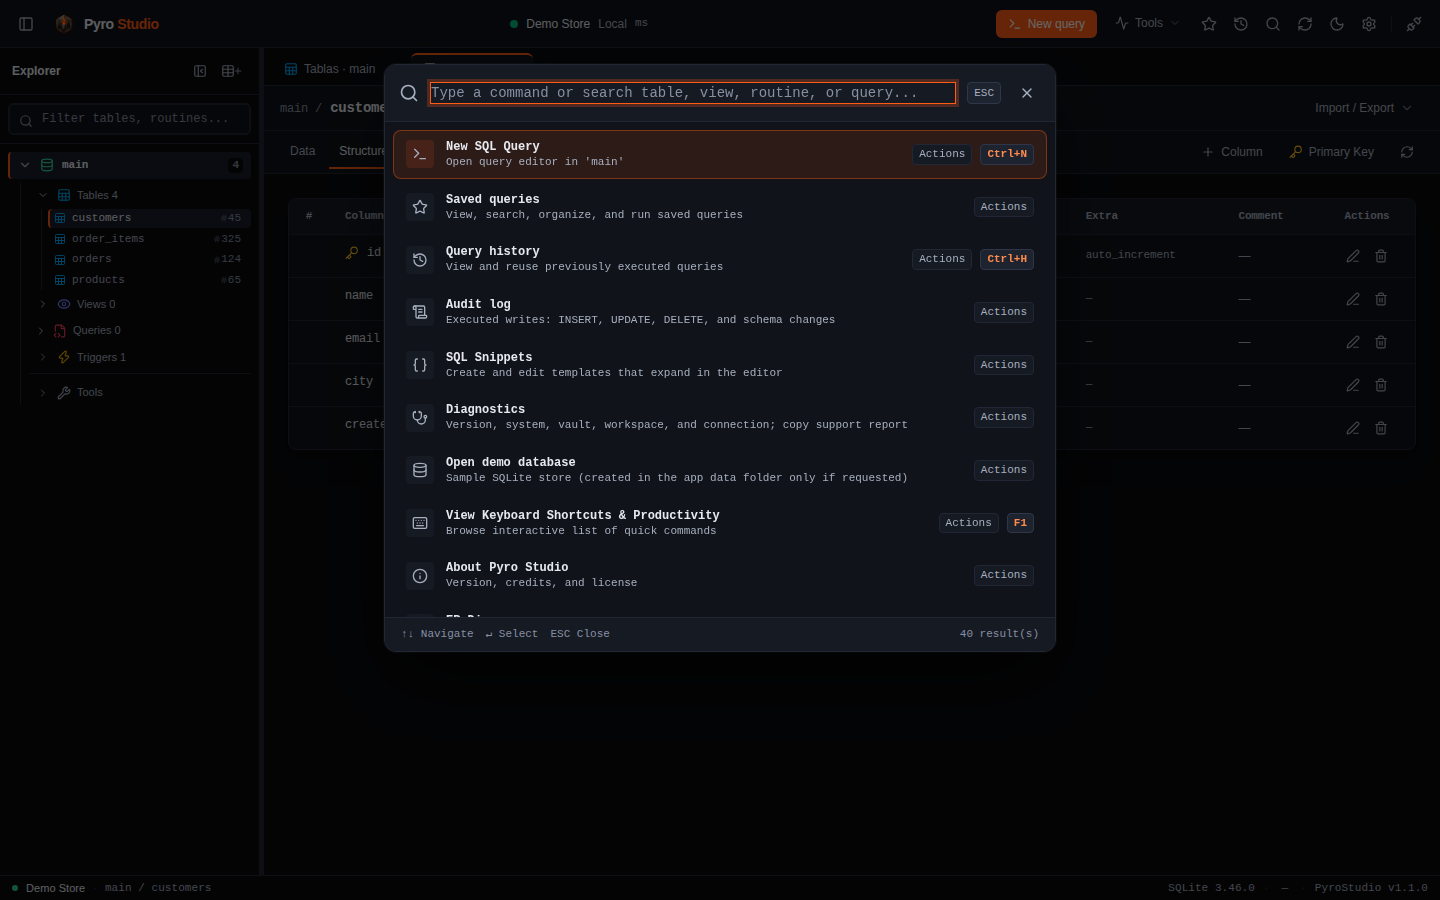 Pyro Studio
Demo Store Local ms
New query
Tools
Explorer
Tablas · main
Type a command or search table, view, routine, or query...
ESC
main / custome
Import / Export
Filter tables, routines...
Data
Structure
Column
Primary Key
main 4
Tables 4
customers #45
order_items #325
orders #124
products #65
Views 0
Queries 0
Triggers 1
Tools
# Column Extra Comment Actions
id auto_increment —
name — —
email — —
city — —
create — —
New SQL Query
Open query editor in 'main'
Actions Ctrl+N
Saved queries
View, search, organize, and run saved queries
Actions
Query history
View and reuse previously executed queries
Actions Ctrl+H
Audit log
Executed writes: INSERT, UPDATE, DELETE, and schema changes
Actions
SQL Snippets
Create and edit templates that expand in the editor
Actions
Diagnostics
Version, system, vault, workspace, and connection; copy support report
Actions
Open demo database
Sample SQLite store (created in the app data folder only if requested)
Actions
View Keyboard Shortcuts & Productivity
Browse interactive list of quick commands
Actions F1
About Pyro Studio
Version, credits, and license
Actions
↑↓ Navigate ↵ Select ESC Close
40 result(s)
Demo Store · main / customers
SQLite 3.46.0 · — · PyroStudio v1.1.0